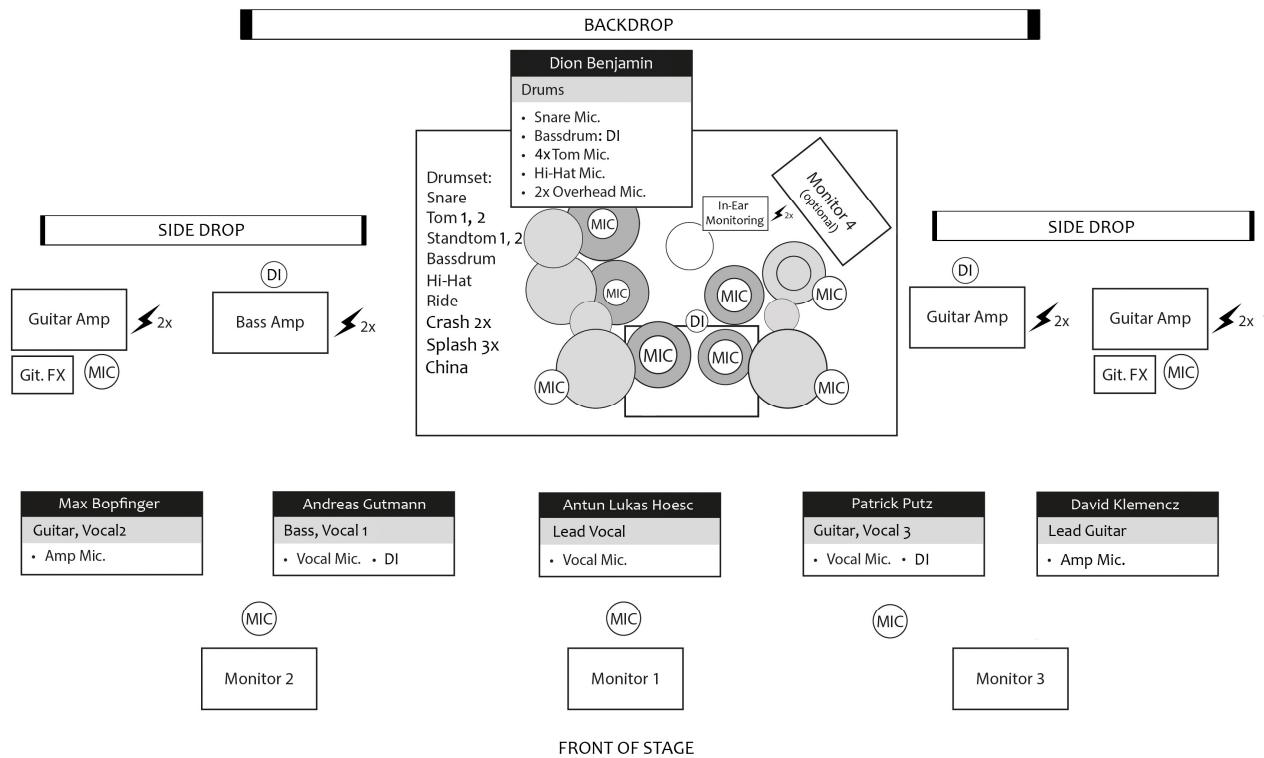 BACKDROP
Dion Benjamin
Drums
• Snare Mic.
• Bassdrum: DI
• 4x Tom Mic.
• Hi-Hat Mic.
• 2x Overhead Mic.
Drumset:
Snare
Tom 1, 2
Standtom 1, 2
Bassdrum
Hi-Hat
Ride
Crash 2x
Splash 3x
China
MIC
MIC
MIC
MIC
DI
MIC
MIC
MIC
MIC
In-Ear
Monitoring
2x
Monitor 4
(optional)
SIDE DROP
SIDE DROP
DI
Guitar Amp
2x
Bass Amp
2x
Git. FX
MIC
DI
Guitar Amp
2x
Guitar Amp
2x
Git. FX
MIC
Max Bopfinger
Guitar, Vocal2
• Amp Mic.
Andreas Gutmann
Bass, Vocal 1
• Vocal Mic. • DI
Antun Lukas Hoesc
Lead Vocal
• Vocal Mic.
Patrick Putz
Guitar, Vocal 3
• Vocal Mic. • DI
David Klemencz
Lead Guitar
• Amp Mic.
MIC
MIC
MIC
Monitor 2
Monitor 1
Monitor 3
FRONT OF STAGE